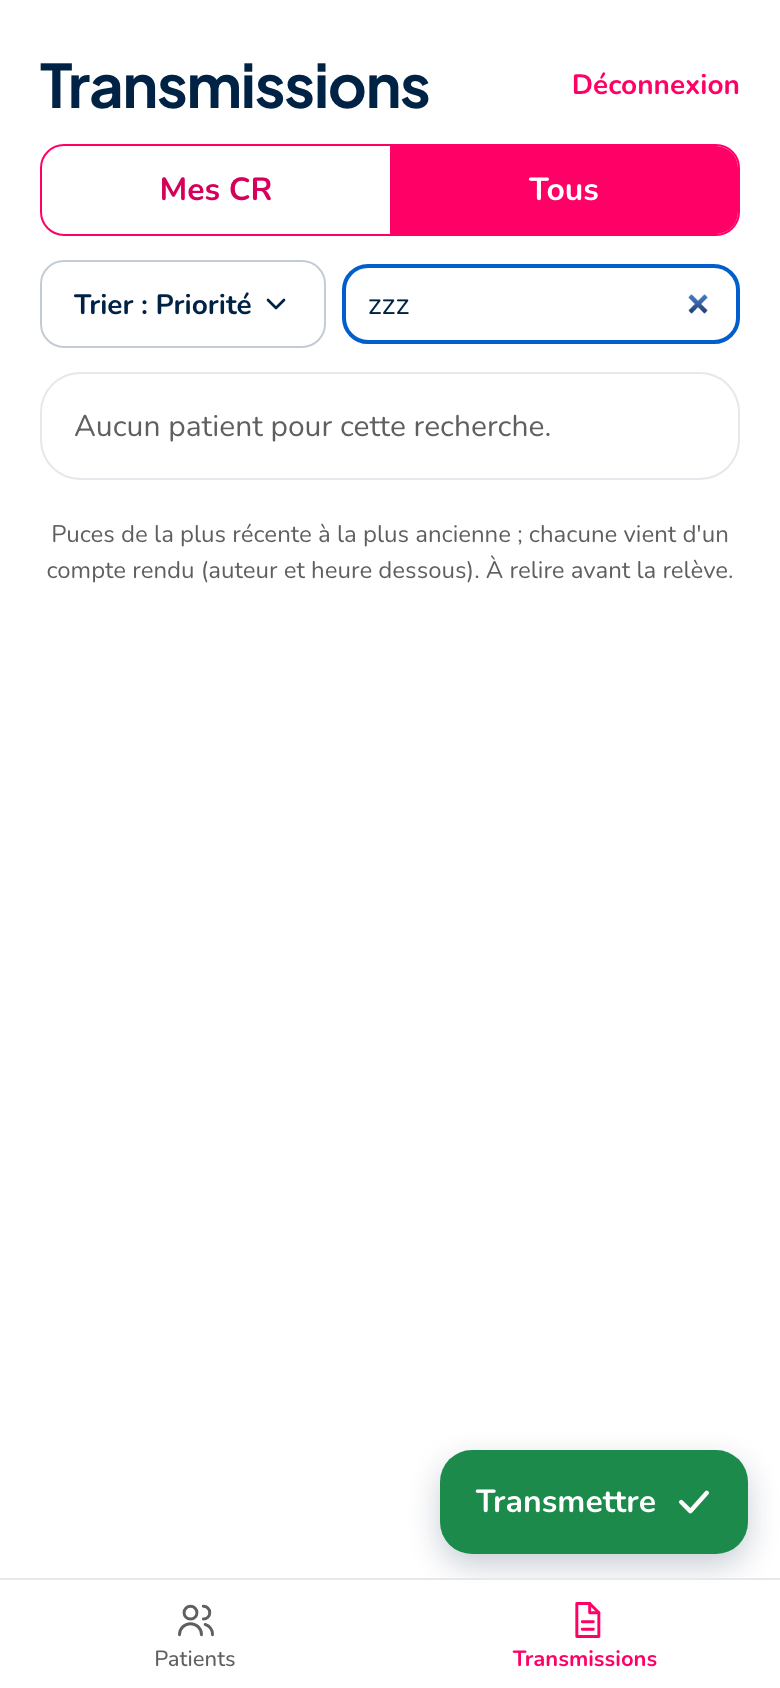 Transmissions
Déconnexion
Mes CR
Tous
Trier : Priorité
zzz
Aucun patient pour cette recherche.
Puces de la plus récente à la plus ancienne ; chacune vient d'un
compte rendu (auteur et heure dessous). À relire avant la relève.
Transmettre
Patients
Transmissions